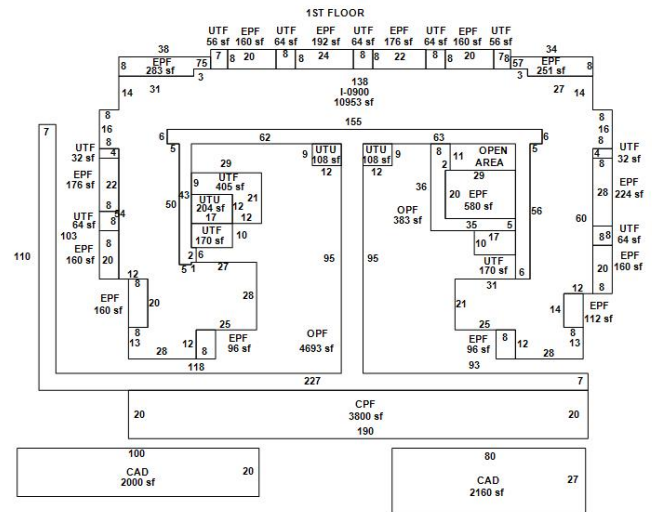 1ST FLOOR
UTF EPF UTF EPF UTF EPF UTF EPF UTF
56 sf 160 sf 64 sf 192 sf 64 sf 176 sf 64 sf 160 sf 56 sf
38 34
8 EPF 75 7 8 20 8 24 8 22 8 20 78 57 EPF 8
283 sf 251 sf
3 138 3
14 31 I-0900 27 14
10953 sf
8 8
7 16 155 16
6 6
8 5 62 UTU UTU 63 8 OPEN 5 8
UTF 4 108 sf 9 108 sf 9 11 AREA 4 UTF
32 sf 12 12 2 32 sf
EPF 22 29 29 28 EPF
176 sf 9 UTF 36 224 sf
405 sf 20 EPF
43 UTU 21 580 sf
50 204 sf 12 OPF 56
8 17 12 383 sf 60
UTF 54 UTF 10 35 5 UTF
64 sf 8 170 sf 17 88 64 sf
103 8 10
EPF 2 6 UTF EPF
110 160 sf 20 5 1 27 95 95 170 sf 20 160 sf
12 31 6 12
8 8
EPF 20 28 21 14 EPF
160 sf 112 sf
8 25 OPF 25 8
13 12 8 EPF 4693 sf EPF 8 12 13
28 96 sf 96 sf 28
118 93
227 7
20 CPF 20
3800 sf
190
100 80
CAD 20 CAD 27
2000 sf 2160 sf